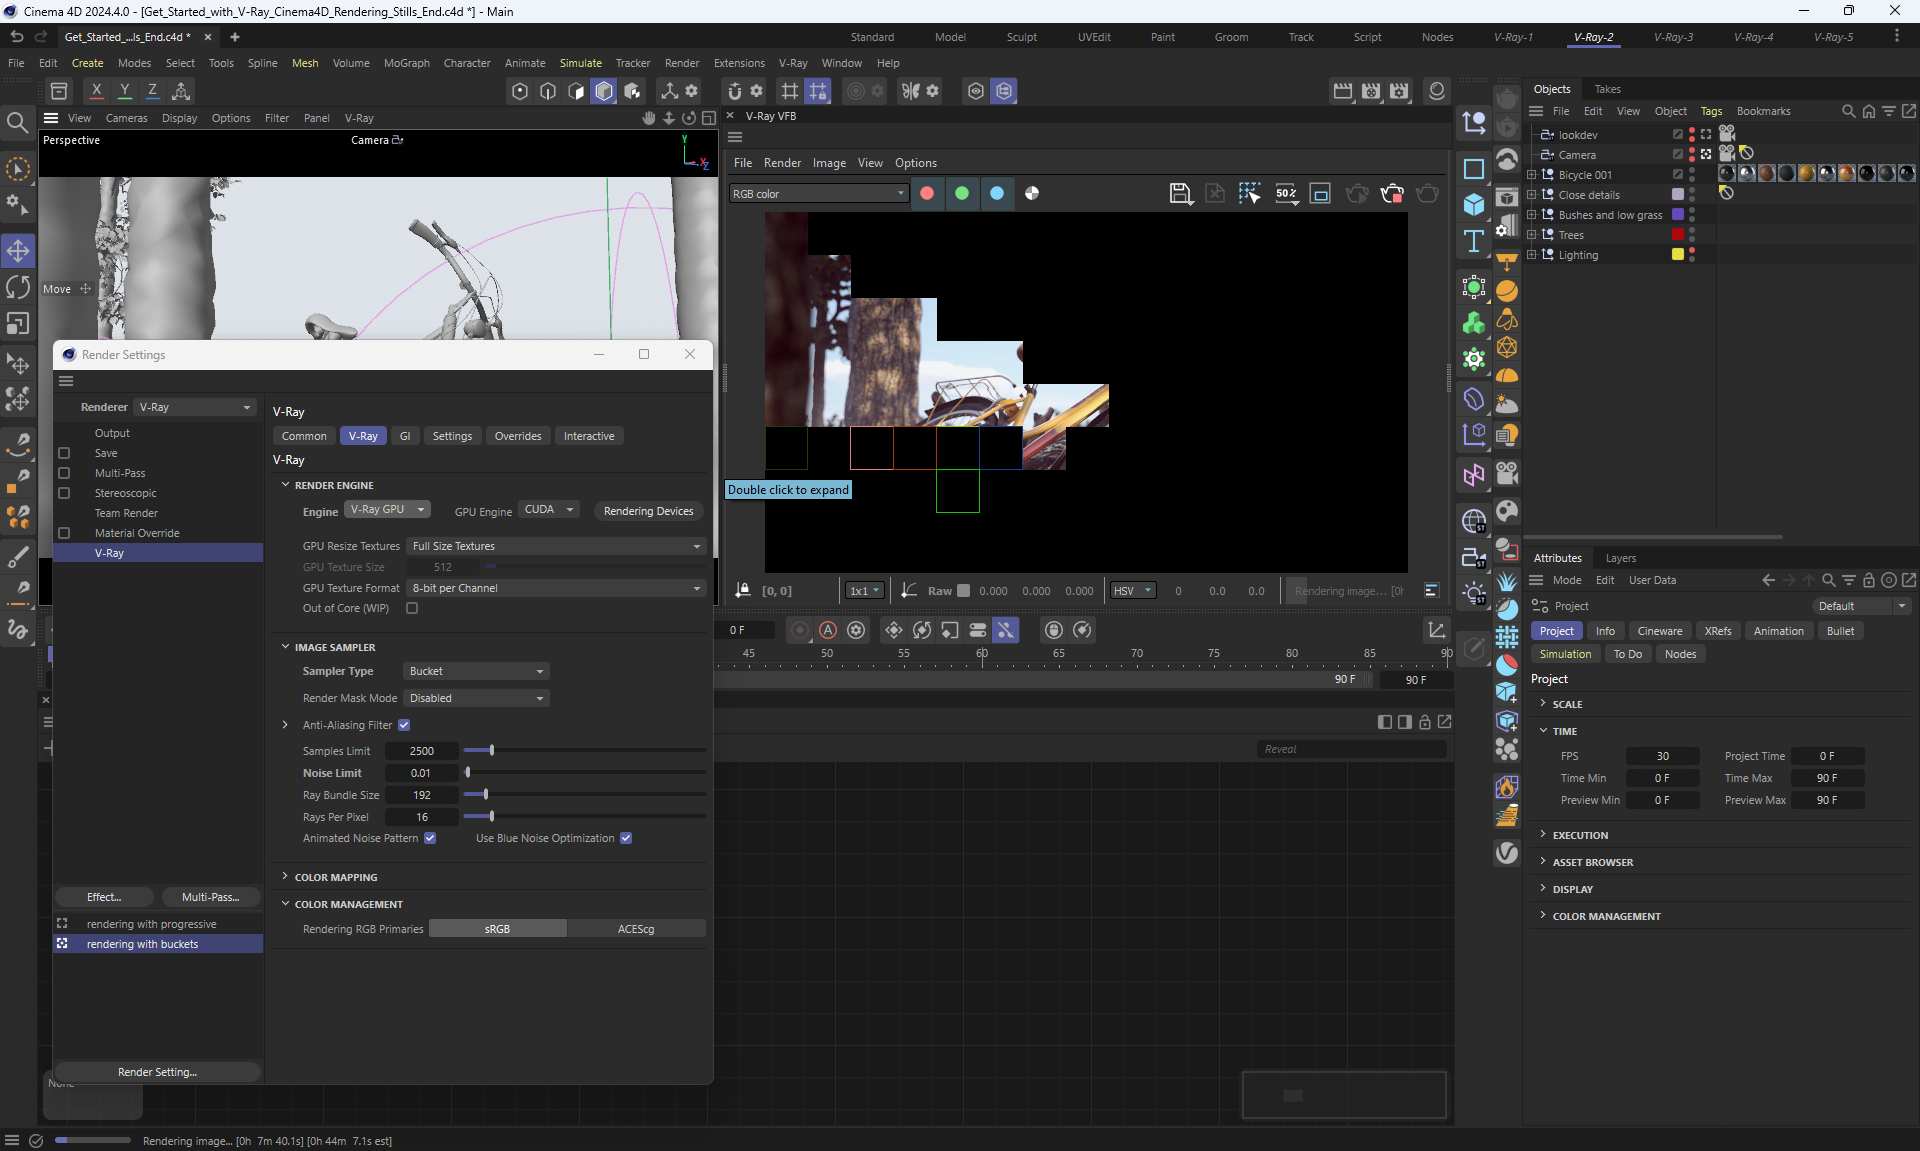 Cinema 4D 2024.4.0 - [Get_Started_with_V-Ray_Cinema4D_Rendering_Stills_End.c4d *] - Main
Get_Started_...ls_End.c4d *
Standard Model Sculpt UVEdit Paint Groom Track Script Nodes V-Ray-1 V-Ray-2 V-Ray-3 V-Ray-4 V-Ray-5
File Edit Create Modes Select Tools Spline Mesh Volume MoGraph Character Animate Simulate Tracker Render Extensions V-Ray Window Help
X Y Z
View Cameras Display Options Filter Panel V-Ray
Perspective Camera
Y
X
Z
Move
V-Ray VFB
File Render Image View Options
RGB color
50%
Double click to expand
[0, 0] 1x1 Raw 0.000 0.000 0.000 HSV 0 0.0 0.0 Rendering image... [0h
Render Settings
Renderer V-Ray
Output
Save
Multi-Pass
Stereoscopic
Team Render
Material Override
V-Ray
Effect... Multi-Pass...
rendering with progressive
rendering with buckets
Render Setting...
V-Ray
Common V-Ray GI Settings Overrides Interactive
V-Ray
RENDER ENGINE
Engine V-Ray GPU GPU Engine CUDA Rendering Devices
GPU Resize Textures Full Size Textures
GPU Texture Size 512
GPU Texture Format 8-bit per Channel
Out of Core (WIP)
IMAGE SAMPLER
Sampler Type Bucket
Render Mask Mode Disabled
Anti-Aliasing Filter
Samples Limit 2500
Noise Limit 0.01
Ray Bundle Size 192
Rays Per Pixel 16
Animated Noise Pattern Use Blue Noise Optimization
COLOR MAPPING
COLOR MANAGEMENT
Rendering RGB Primaries sRGB ACEScg
0 F
A
45 50 55 60 65 70 75 80 85 90
90 F 90 F
Reveal
None
Objects Takes
File Edit View Object Tags Bookmarks
lookdev
Camera
Bicycle 001
Close details
Bushes and low grass
Trees
Lighting
ST
ST
ST
Attributes Layers
Mode Edit User Data
Project Default
Project Info Cineware XRefs Animation Bullet
Simulation To Do Nodes
Project
SCALE
TIME
FPS 30 Project Time 0 F
Time Min 0 F Time Max 90 F
Preview Min 0 F Preview Max 90 F
EXECUTION
ASSET BROWSER
DISPLAY
COLOR MANAGEMENT
Rendering image... [0h 7m 40.1s] [0h 44m 7.1s est]